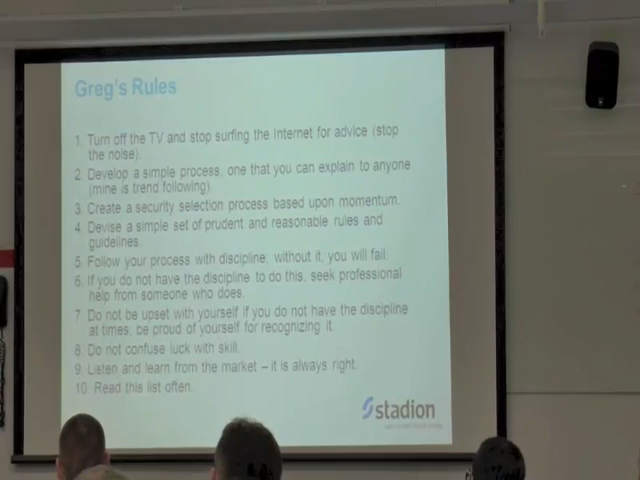 Greg's Rules
1. Turn off the TV and stop surfing the Internet for advice (stop
the noise).
2. Develop a simple process, one that you can explain to anyone
(mine is trend following).
3. Create a security selection process based upon momentum.
4. Devise a simple set of prudent and reasonable rules and
guidelines.
5. Follow your process with discipline; without it, you will fail.
6. If you do not have the discipline to do this, seek professional
help from someone who does.
7. Do not be upset with yourself if you do not have the discipline
at times, be proud of yourself for recognizing it.
8. Do not confuse luck with skill.
9. Listen and learn from the market – it is always right.
10. Read this list often.
stadion